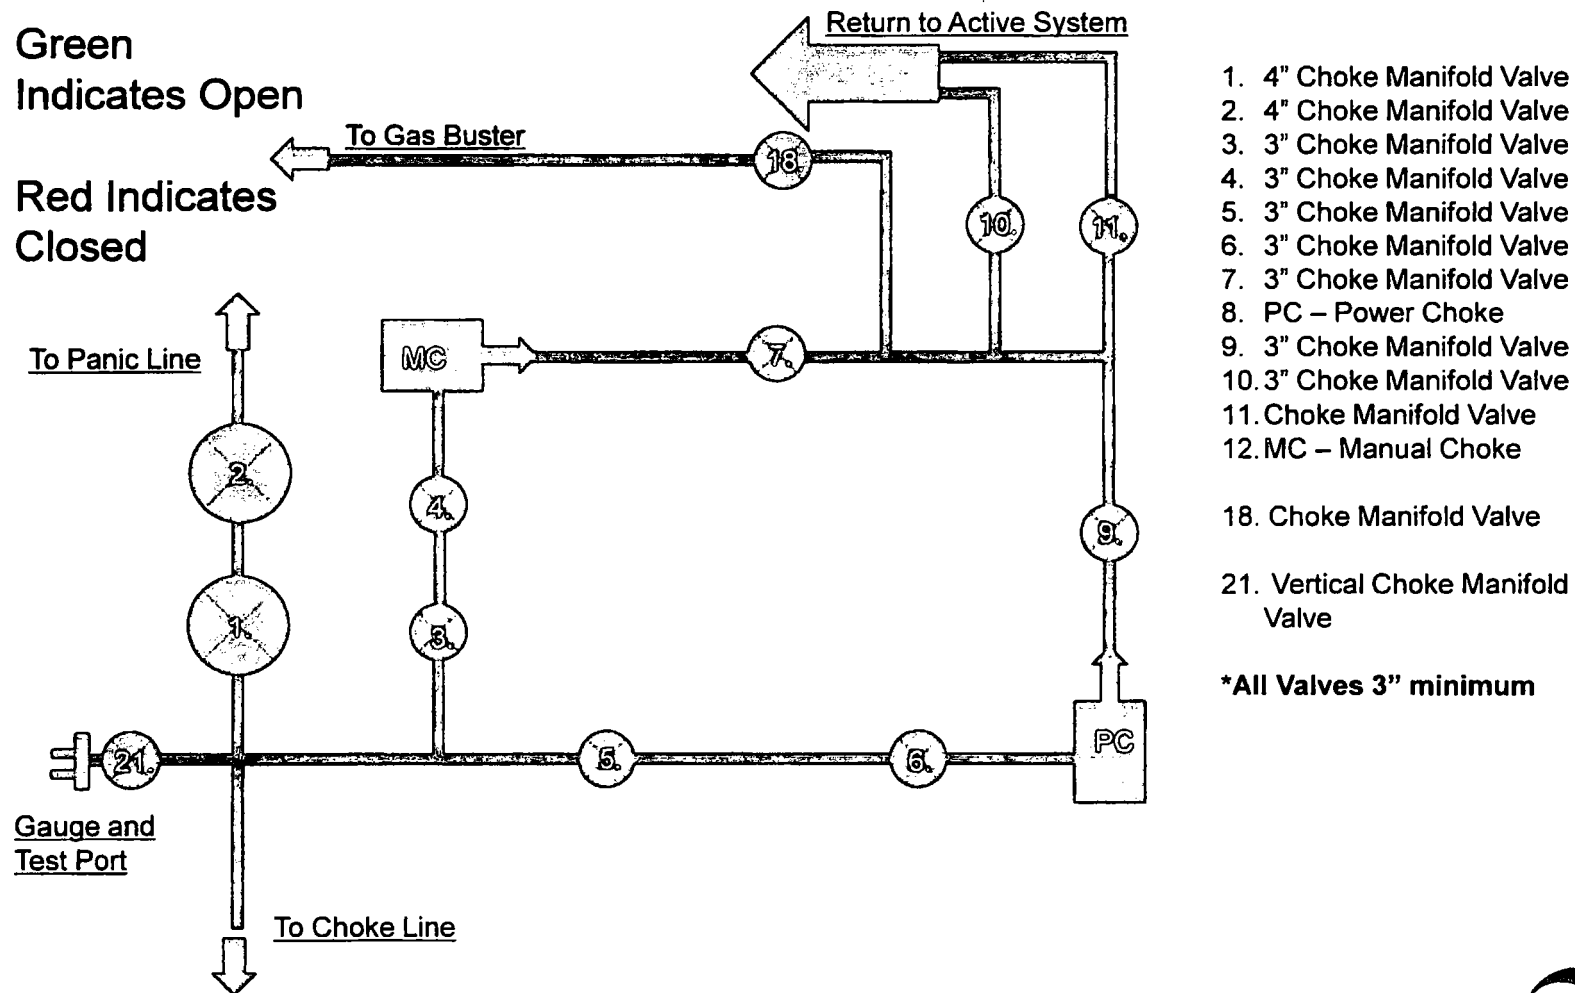 Green
Indicates Open
Red Indicates
Closed
Return to Active System
To Gas Buster
18.
10.
11.
To Panic Line
MC
7.
2.
4.
9.
1.
3.
21.
5.
6.
PC
Gauge and
Test Port
To Choke Line
1. 4" Choke Manifold Valve
2. 4" Choke Manifold Valve
3. 3" Choke Manifold Valve
4. 3" Choke Manifold Valve
5. 3" Choke Manifold Valve
6. 3" Choke Manifold Valve
7. 3" Choke Manifold Valve
8. PC – Power Choke
9. 3" Choke Manifold Valve
10. 3" Choke Manifold Valve
11. Choke Manifold Valve
12. MC – Manual Choke
18. Choke Manifold Valve
21. Vertical Choke Manifold
Valve
*All Valves 3" minimum